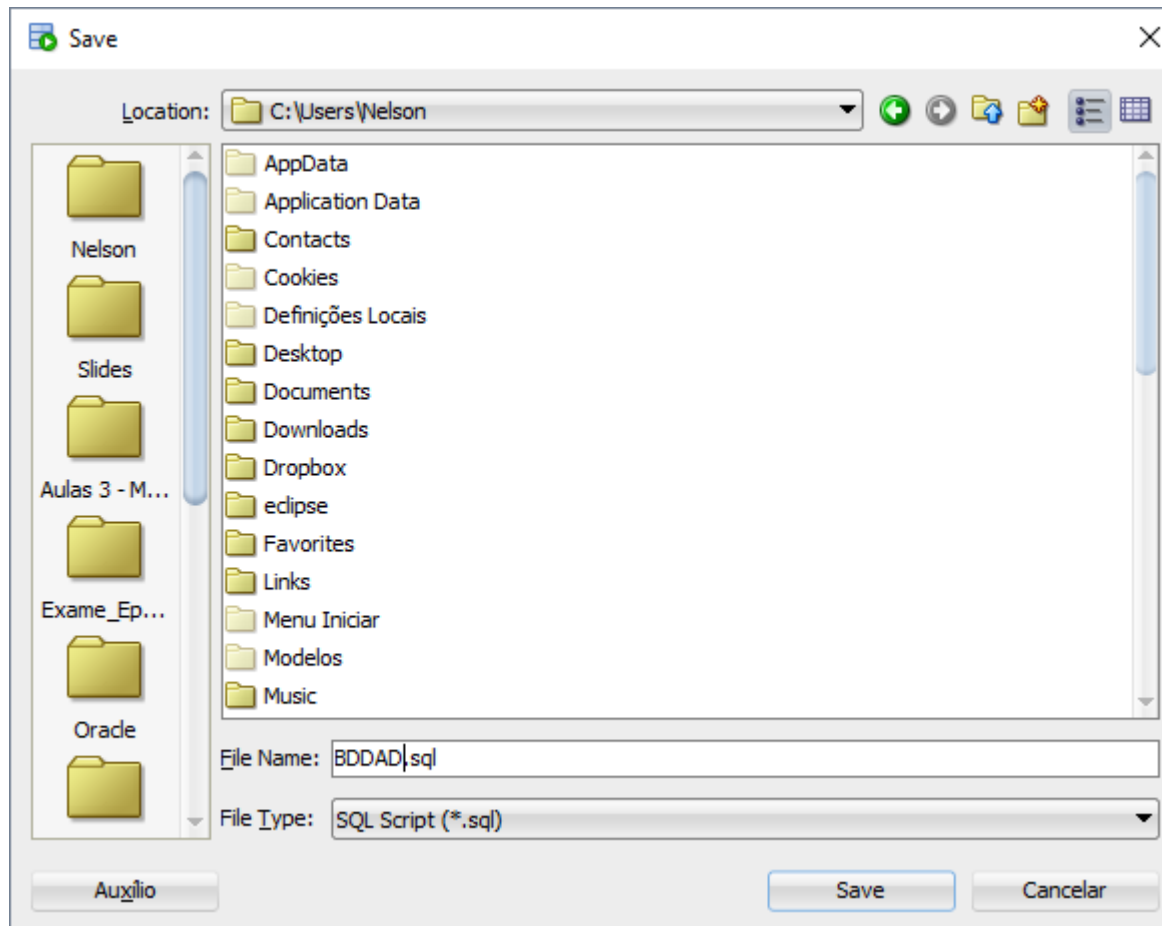 Save
Location: C:\Users\Nelson
Nelson
Slides
Aulas 3 - M...
Exame_Ep...
Oracle
AppData
Application Data
Contacts
Cookies
Definições Locais
Desktop
Documents
Downloads
Dropbox
eclipse
Favorites
Links
Menu Iniciar
Modelos
Music
File Name: BDDAD.sql
File Type: SQL Script (*.sql)
Auxílio Save Cancelar